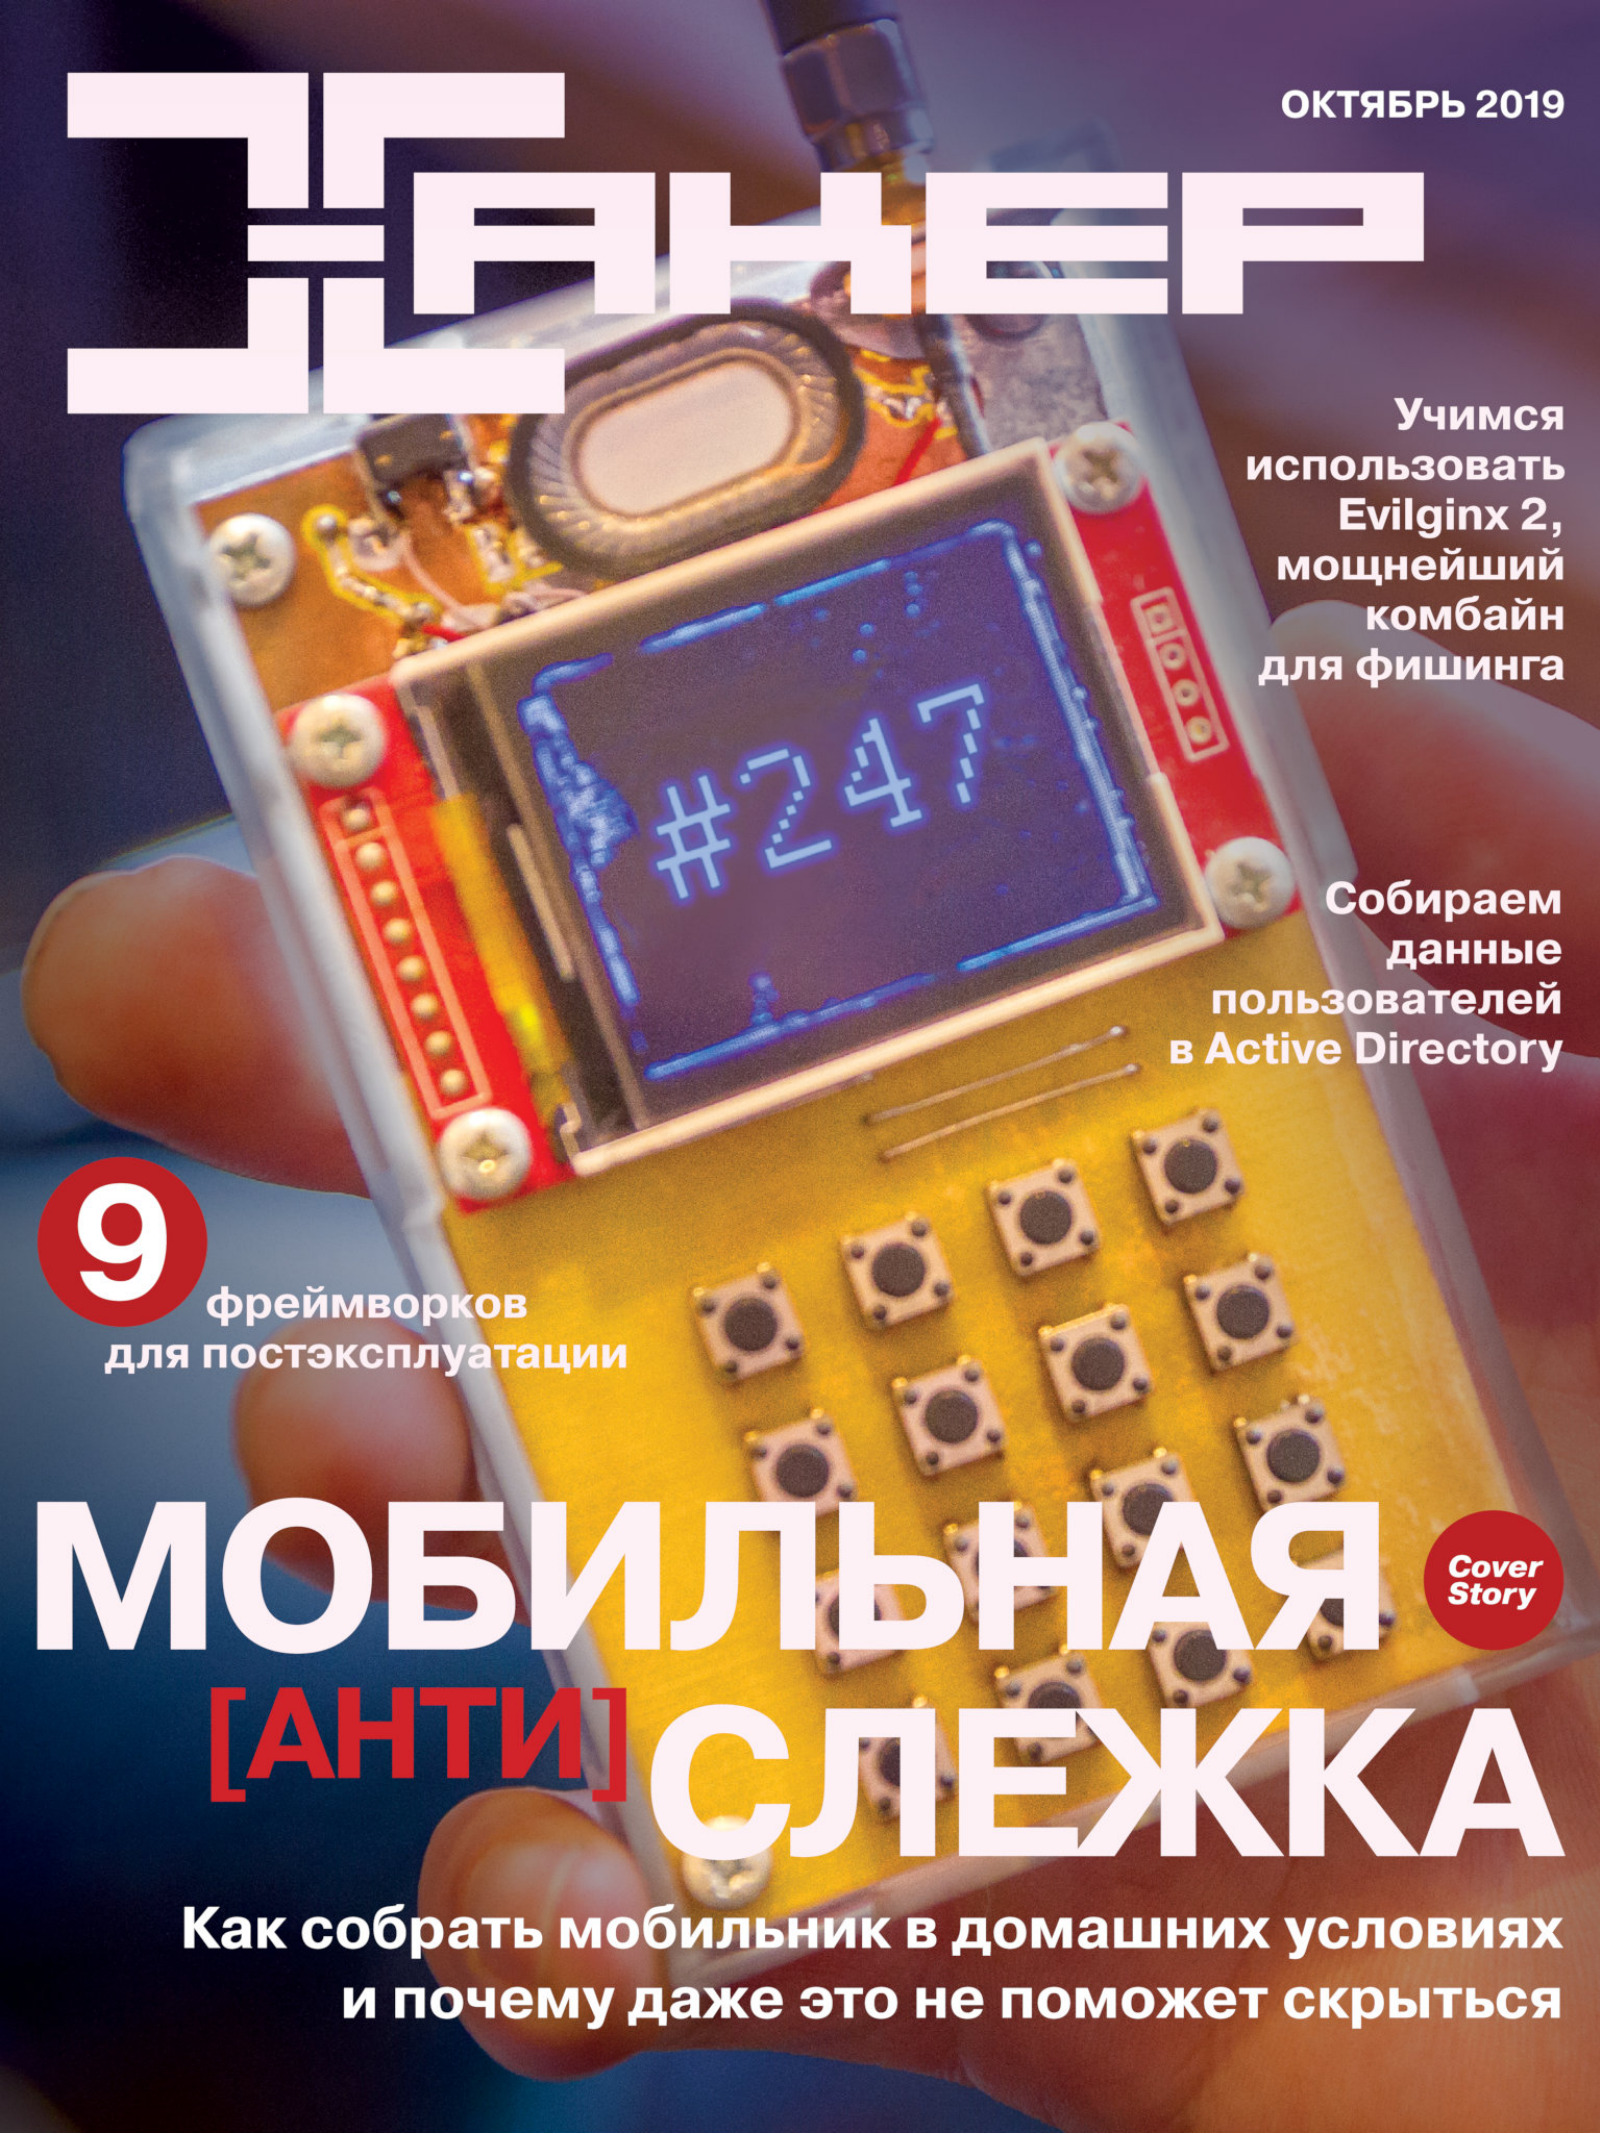 ХАКЕР
ОКТЯБРЬ 2019
Учимся
использовать
Evilginx 2,
мощнейший
комбайн
для фишинга
#247
Собираем
данные
пользователей
в Active Directory
9
фреймворков
для постэксплуатации
МОБИЛЬНАЯ
Cover
Story
[АНТИ]
СЛЕЖКА
Как собрать мобильник в домашних условиях
и почему даже это не поможет скрыться